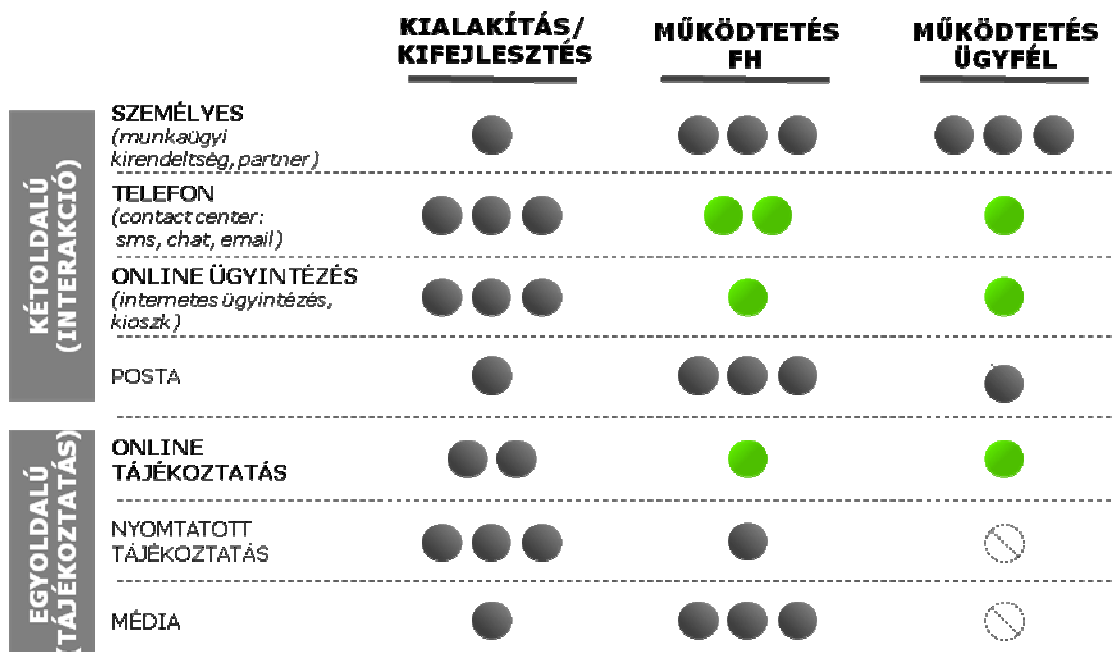 KIALAKÍTÁS/
KIFEJLESZTÉS
MŰKÖDTETÉS
FH
MŰKÖDTETÉS
ÜGYFÉL
KÉTOLDALÚ
(INTERAKCIÓ)
SZEMÉLYES
(munkaügyi
kirendeltség, partner)
TELEFON
(contact center:
sms, chat, email)
ONLINE ÜGYINTÉZÉS
(internetes ügyintézés,
kioszk)
POSTA
EGYOLDALÚ
(TÁJÉKOZTATÁS)
ONLINE
TÁJÉKOZTATÁS
NYOMTATOTT
TÁJÉKOZTATÁS
MÉDIA